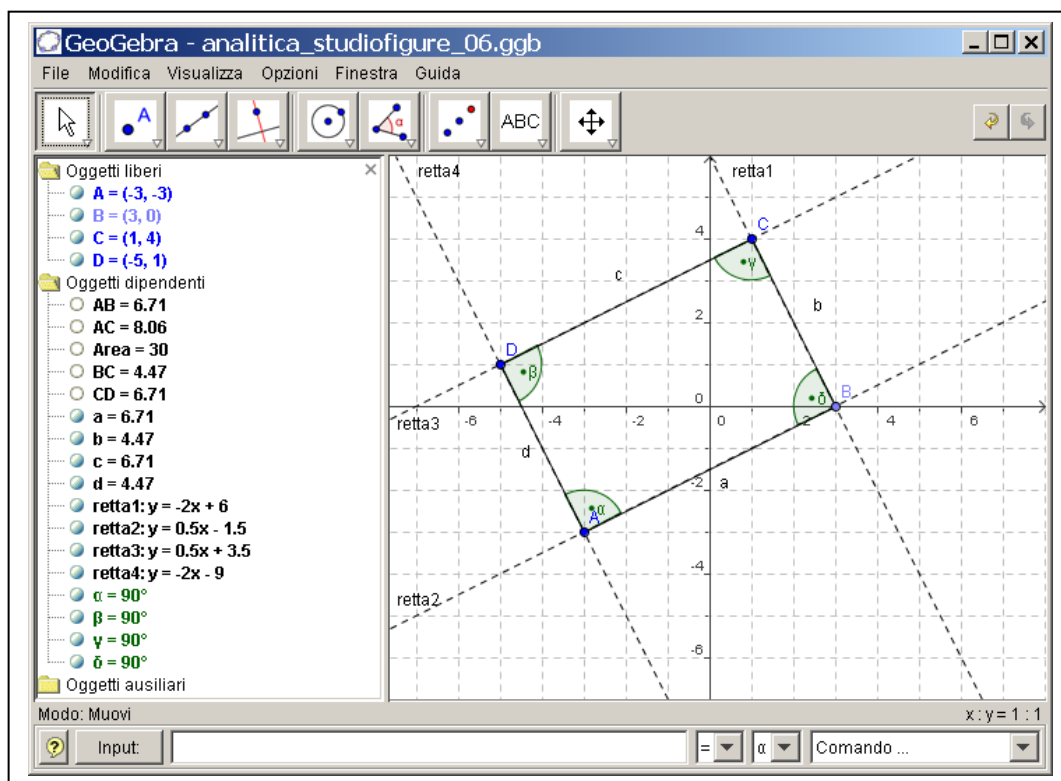 GeoGebra - analitica_studiofigure_06.ggb
File Modifica Visualizza Opzioni Finestra Guida
A α ABC
Oggetti liberi
A = (-3, -3)
B = (3, 0)
C = (1, 4)
D = (-5, 1)
Oggetti dipendenti
AB = 6.71
AC = 8.06
Area = 30
BC = 4.47
CD = 6.71
a = 6.71
b = 4.47
c = 6.71
d = 4.47
retta1: y = -2x + 6
retta2: y = 0.5x - 1.5
retta3: y = 0.5x + 3.5
retta4: y = -2x - 9
α = 90°
β = 90°
γ = 90°
δ = 90°
Oggetti ausiliari
retta4 retta1
C
4
γ
c
b
2
D
β
δ B
0
retta3 -6 -4 -2 0 2 4 6
d
-2 a
α
A
-4
retta2
-6
Modo: Muovi x : y = 1 : 1
? Input: = α Comando ...